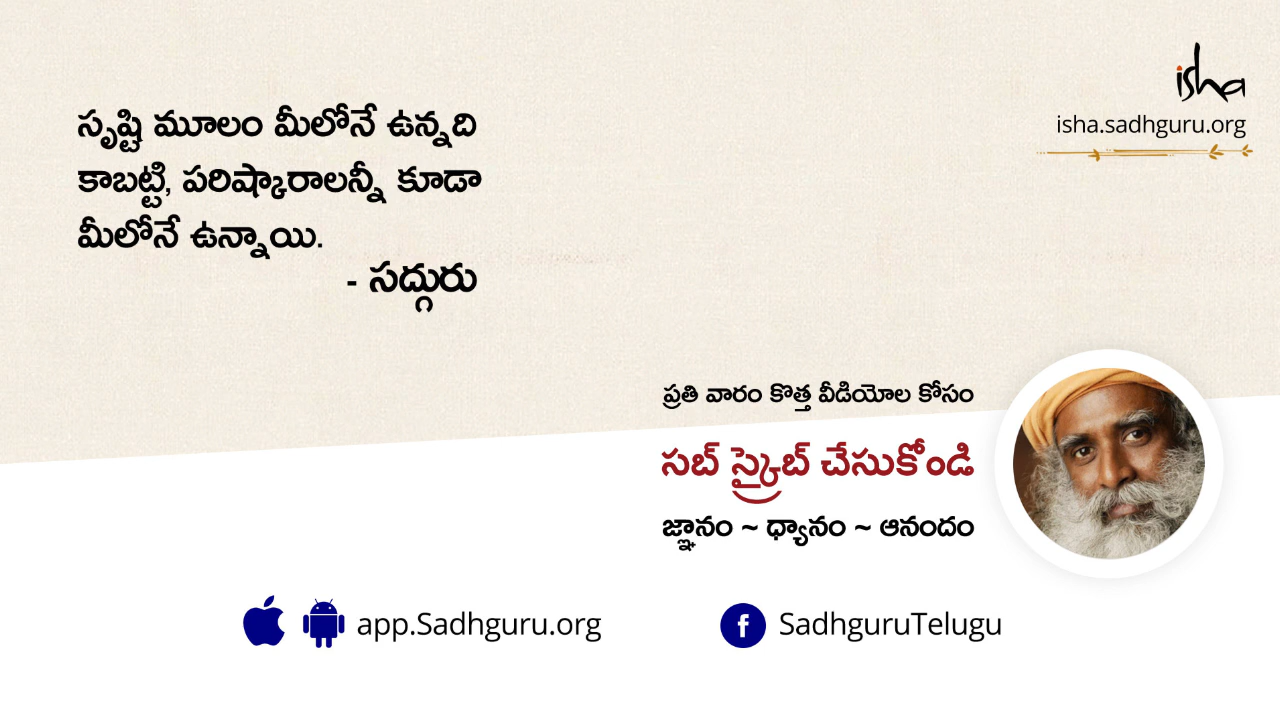 సృష్టి మూలం మీలోనే ఉన్నది
కాబట్టి, పరిష్కారాలన్నీ కూడా
మీలోనే ఉన్నాయి.
- సద్గురు
isha
isha.sadhguru.org
ప్రతి వారం కొత్త వీడియోల కోసం
సబ్ స్క్రైబ్ చేసుకోండి
జ్ఞానం ~ ధ్యానం ~ ఆనందం
app.Sadhguru.org
f SadhguruTelugu